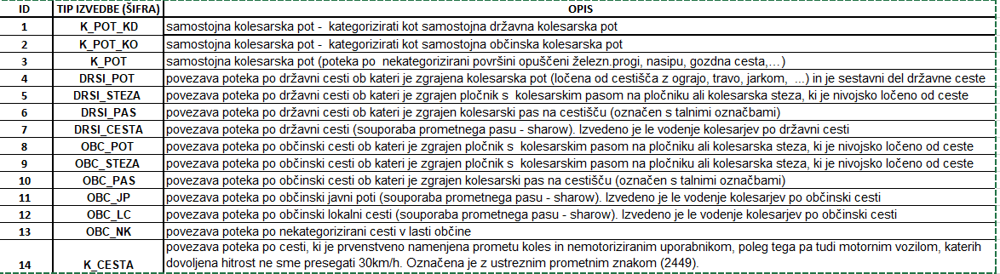 ID TIP IZVEDBE (ŠIFRA) OPIS
1 K_POT_KD samostojna kolesarska pot - kategorizirati kot samostojna državna kolesarska pot
2 K_POT_KO samostojna kolesarska pot - kategorizirati kot samostojna občinska kolesarska pot
3 K_POT samostojna kolesarska pot (poteka po nekategorizirani površini opuščeni železn.progi, nasipu, gozdna cesta,…)
4 DRSI_POT povezava poteka po državni cesti ob kateri je zgrajena kolesarska pot (ločena od cestišča z ograjo, travo, jarkom, ...) in je sestavni del državne ceste
5 DRSI_STEZA povezava poteka po državni cesti ob kateri je zgrajen pločnik s kolesarskim pasom na pločniku ali kolesarska steza, ki je nivojsko ločeno od ceste
6 DRSI_PAS povezava poteka po državni cesti ob kateri je zgrajen kolesarski pas na cestišču (označen s talnimi označbami)
7 DRSI_CESTA povezava poteka po državni cesti (souporaba prometnega pasu - sharow). Izvedeno je le vodenje kolesarjev po državni cesti
8 OBC_POT povezava poteka po občinski cesti ob kateri je zgrajen pločnik s kolesarskim pasom na pločniku ali kolesarska steza, ki je nivojsko ločeno od ceste
9 OBC_STEZA povezava poteka po občinski cesti ob kateri je zgrajen pločnik s kolesarskim pasom na pločniku ali kolesarska steza, ki je nivojsko ločeno od ceste
10 OBC_PAS povezava poteka po občinski cesti ob kateri je zgrajen kolesarski pas na cestišču (označen s talnimi označbami)
11 OBC_JP povezava poteka po občinski javni poti (souporaba prometnega pasu - sharow). Izvedeno je le vodenje kolesarjev po občinski cesti
12 OBC_LC povezava poteka po občinski lokalni cesti (souporaba prometnega pasu - sharow). Izvedeno je le vodenje kolesarjev po občinski cesti
13 OBC_NK povezava poteka po nekategorizirani cesti v lasti občine
povezava poteka po cesti, ki je prvenstveno namenjena prometu koles in nemotoriziranim uporabnikom, poleg tega pa tudi motornim vozilom, katerih
14 K_CESTA dovoljena hitrost ne sme presegati 30km/h. Označena je z ustreznim prometnim znakom (2449).